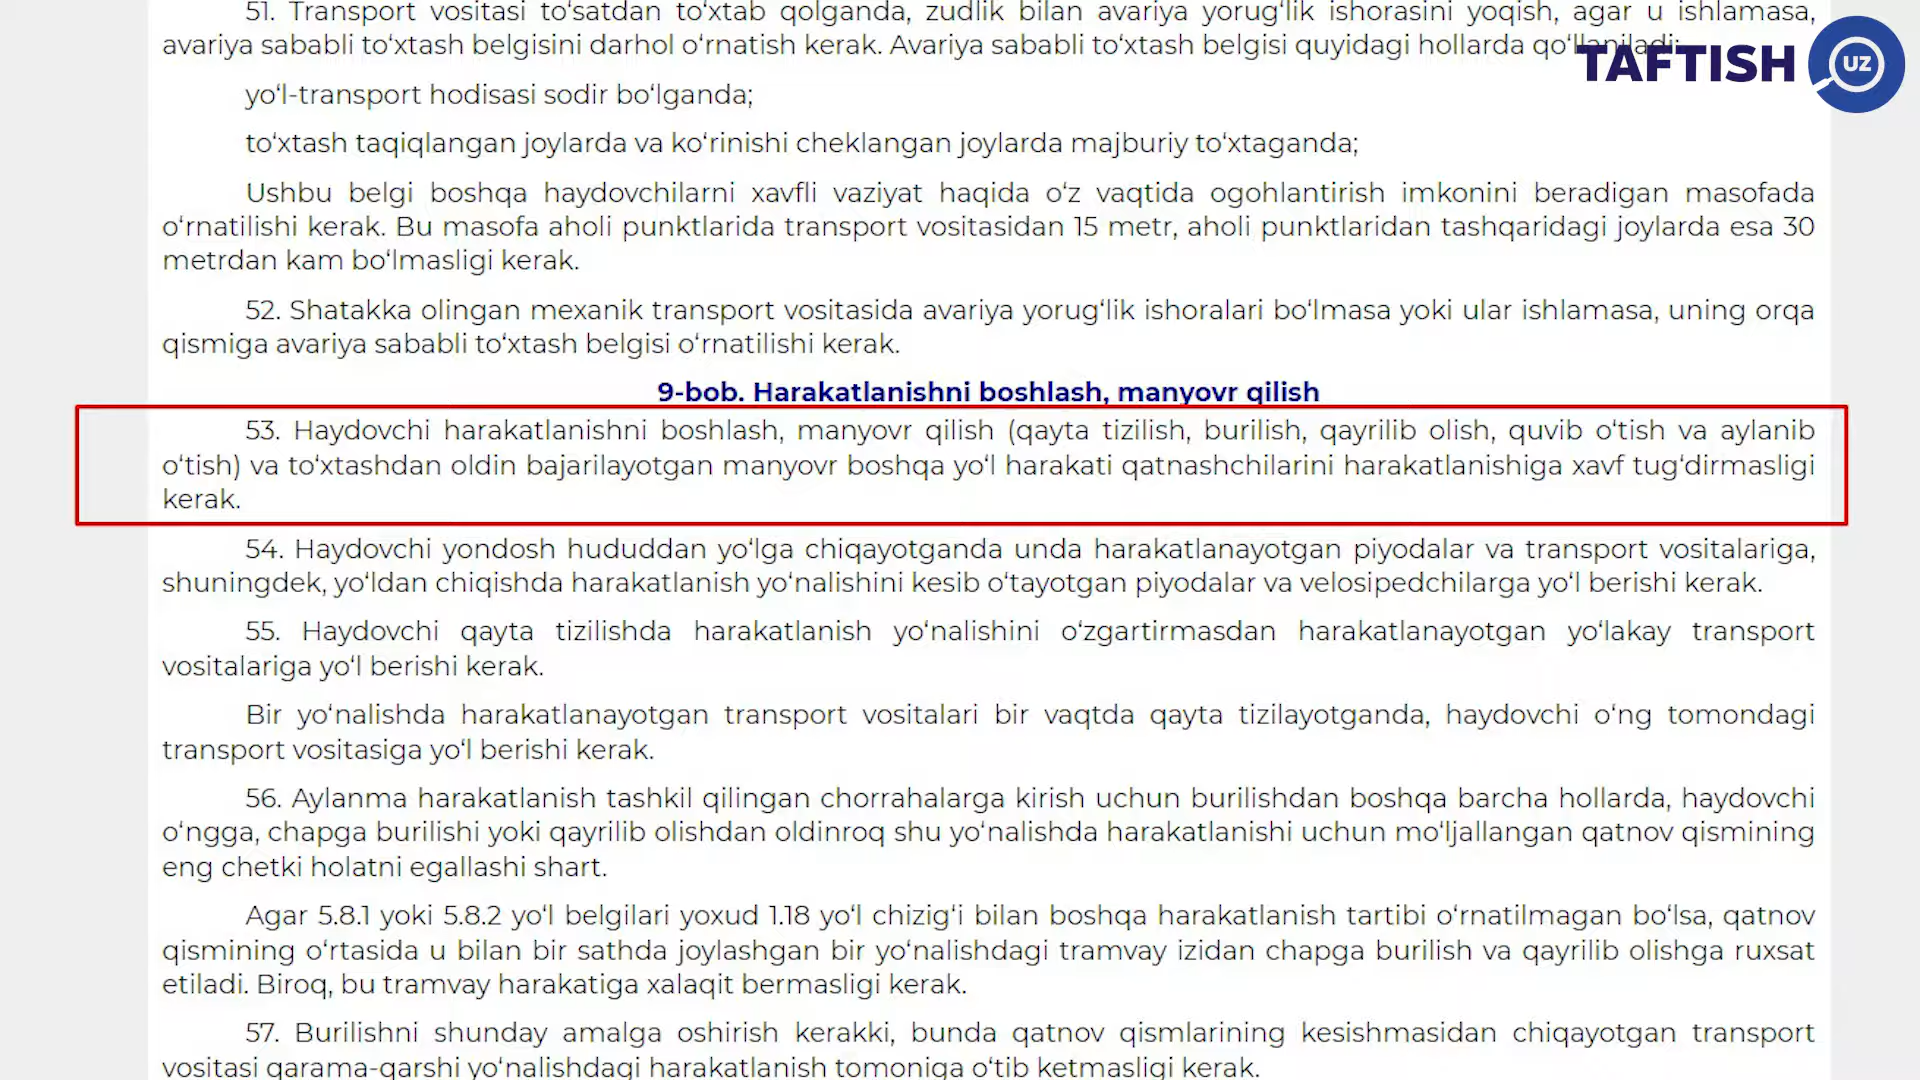 51. Transport vositasi to‘satdan to‘xtab qolganda, zudlik bilan avariya yorug‘lik ishorasini yoqish, agar u ishlamasa,
avariya sababli to‘xtash belgisini darhol o‘rnatish kerak. Avariya sababli to‘xtash belgisi quyidagi hollarda qo‘llaniladi:
TAFTISH UZ
yo‘l-transport hodisasi sodir bo‘lganda;
to‘xtash taqiqlangan joylarda va ko‘rinishi cheklangan joylarda majburiy to‘xtaganda;
Ushbu belgi boshqa haydovchilarni xavfli vaziyat haqida o‘z vaqtida ogohlantirish imkonini beradigan masofada
o‘rnatilishi kerak. Bu masofa aholi punktlarida transport vositasidan 15 metr, aholi punktlaridan tashqaridagi joylarda esa 30
metrdan kam bo‘lmasligi kerak.
52. Shatakka olingan mexanik transport vositasida avariya yorug‘lik ishoralari bo‘lmasa yoki ular ishlamasa, uning orqa
qismiga avariya sababli to‘xtash belgisi o‘rnatilishi kerak.
9-bob. Harakatlanishni boshlash, manyovr qilish
53. Haydovchi harakatlanishni boshlash, manyovr qilish (qayta tizilish, burilish, qayrilib olish, quvib o‘tish va aylanib
o‘tish) va to‘xtashdan oldin bajarilayotgan manyovr boshqa yo‘l harakati qatnashchilarini harakatlanishiga xavf tug‘dirmasligi
kerak.
54. Haydovchi yondosh hududdan yo‘lga chiqayotganda unda harakatlanayotgan piyodalar va transport vositalariga,
shuningdek, yo‘ldan chiqishda harakatlanish yo‘nalishini kesib o‘tayotgan piyodalar va velosipedchilarga yo‘l berishi kerak.
55. Haydovchi qayta tizilishda harakatlanish yo‘nalishini o‘zgartirmasdan harakatlanayotgan yo‘lakay transport
vositalariga yo‘l berishi kerak.
Bir yo‘nalishda harakatlanayotgan transport vositalari bir vaqtda qayta tizilayotganda, haydovchi o‘ng tomondagi
transport vositasiga yo‘l berishi kerak.
56. Aylanma harakatlanish tashkil qilingan chorrahalarga kirish uchun burilishdan boshqa barcha hollarda, haydovchi
o‘ngga, chapga burilishi yoki qayrilib olishdan oldinroq shu yo‘nalishda harakatlanishi uchun mo‘ljallangan qatnov qismining
eng chetki holatni egallashi shart.
Agar 5.8.1 yoki 5.8.2 yo‘l belgilari yoxud 1.18 yo‘l chizig‘i bilan boshqa harakatlanish tartibi o‘rnatilmagan bo‘lsa, qatnov
qismining o‘rtasida u bilan bir sathda joylashgan bir yo‘nalishdagi tramvay izidan chapga burilish va qayrilib olishga ruxsat
etiladi. Biroq, bu tramvay harakatiga xalaqit bermasligi kerak.
57. Burilishni shunday amalga oshirish kerakki, bunda qatnov qismlarining kesishmasidan chiqayotgan transport
vositasi qarama-qarshi yo‘nalishdagi harakatlanish tomoniga o‘tib ketmasligi kerak.